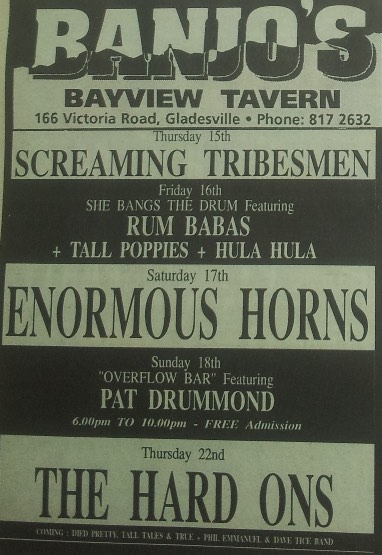 BANJO'S
BAYVIEW TAVERN
166 Victoria Road, Gladesville • Phone: 817 2632
Thursday 15th
SCREAMING TRIBESMEN
Friday 16th
SHE BANGS THE DRUM Featuring
RUM BABAS
+ TALL POPPIES + HULA HULA
Saturday 17th
ENORMOUS HORNS
Sunday 18th
"OVERFLOW BAR" Featuring
PAT DRUMMOND
6.00pm TO 10.00pm - FREE Admission
Thursday 22nd
THE HARD ONS
COMING : DIED PRETTY, TALL TALES & TRUE - PHIL EMMANUEL & DAVE TICE BAND